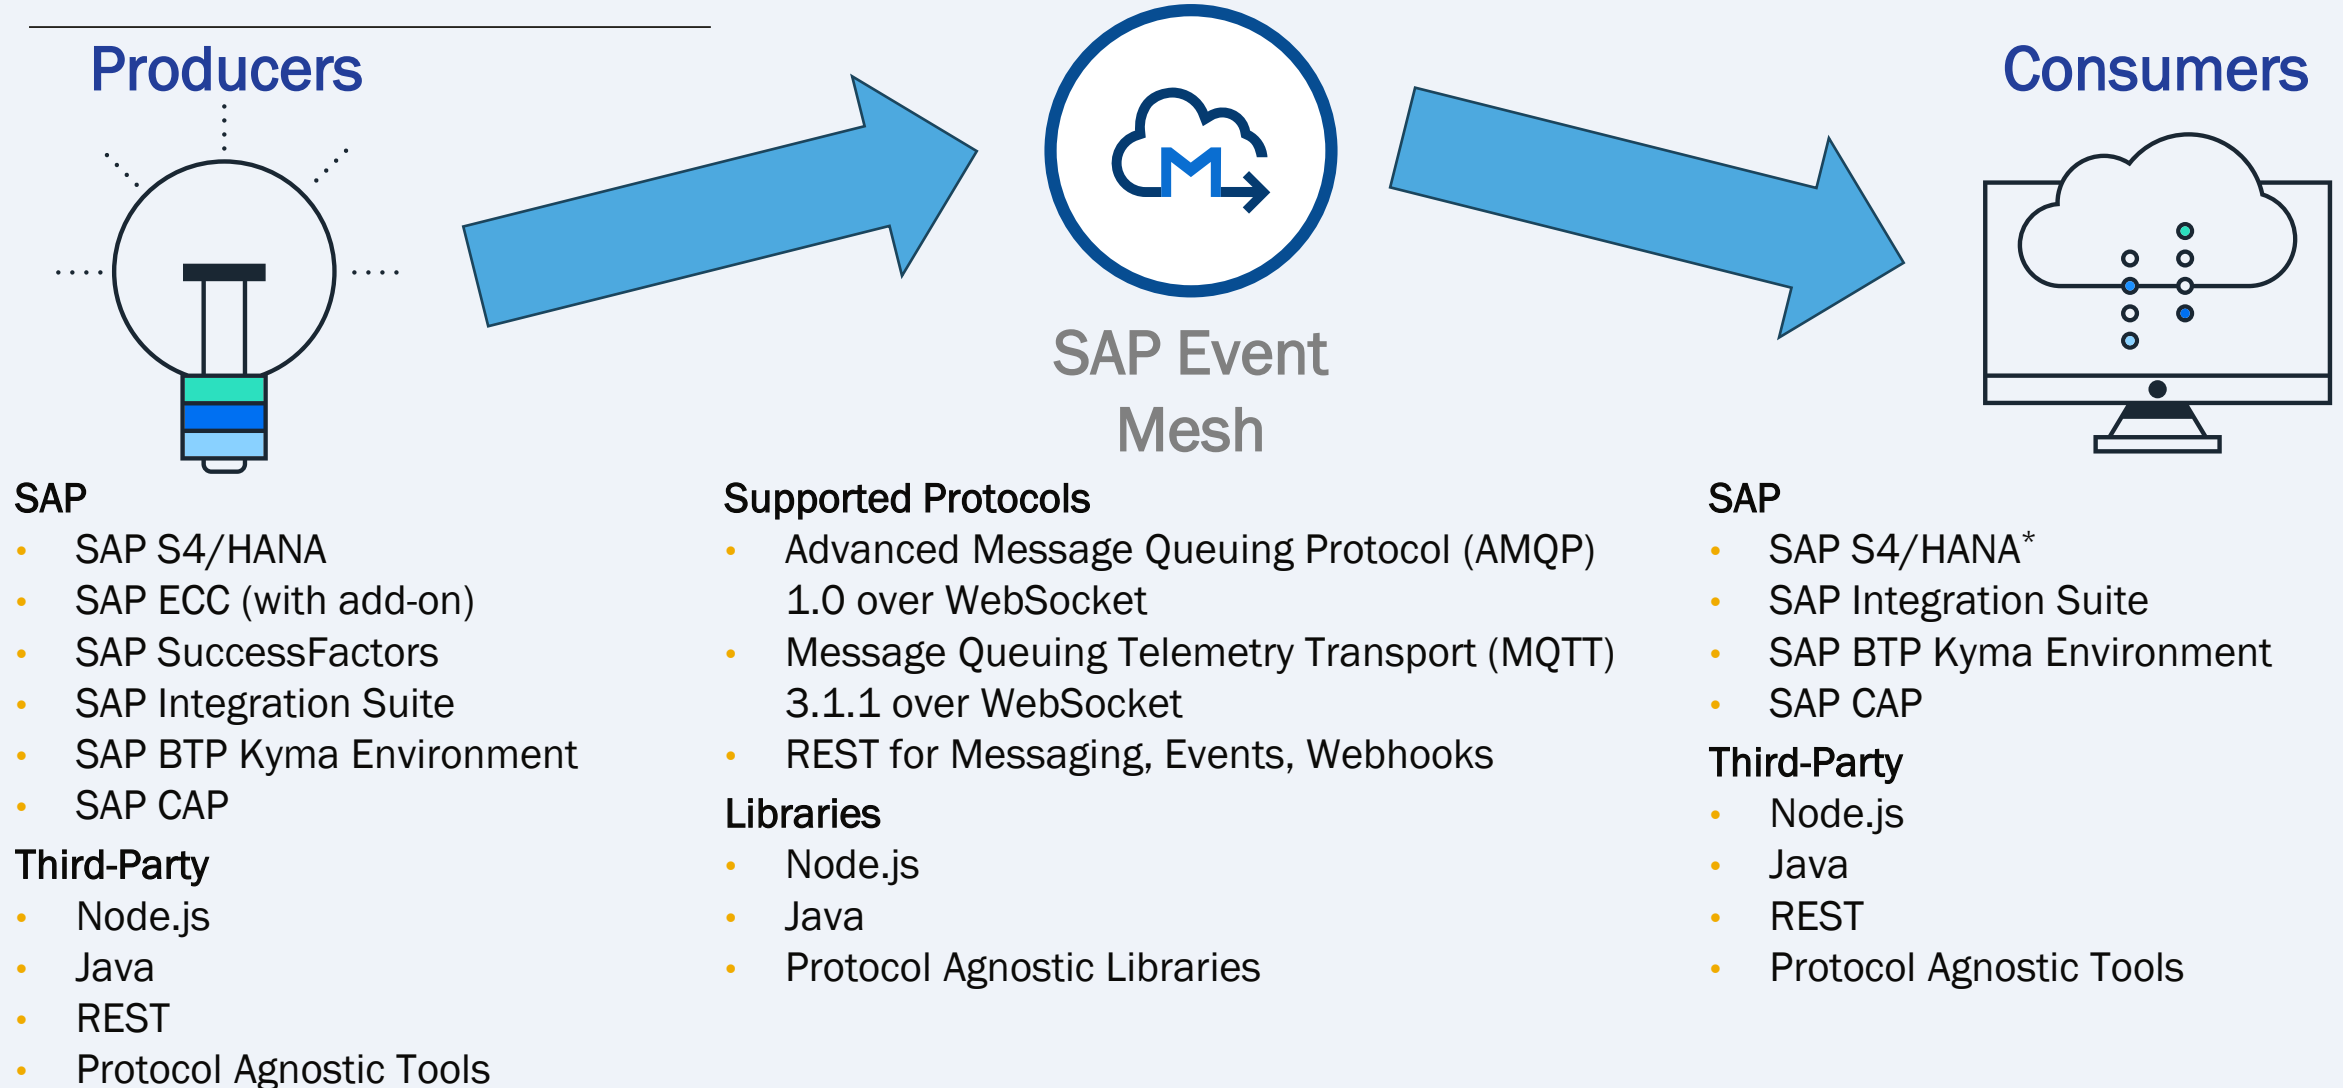 Producers
SAP
• SAP S4/HANA
• SAP ECC (with add-on)
• SAP SuccessFactors
• SAP Integration Suite
• SAP BTP Kyma Environment
• SAP CAP
Third-Party
• Node.js
• Java
• REST
• Protocol Agnostic Tools
M
SAP Event
Mesh
Supported Protocols
• Advanced Message Queuing Protocol (AMQP)
1.0 over WebSocket
• Message Queuing Telemetry Transport (MQTT)
3.1.1 over WebSocket
• REST for Messaging, Events, Webhooks
Libraries
• Node.js
• Java
• Protocol Agnostic Libraries
Consumers
SAP
• SAP S4/HANA*
• SAP Integration Suite
• SAP BTP Kyma Environment
• SAP CAP
Third-Party
• Node.js
• Java
• REST
• Protocol Agnostic Tools